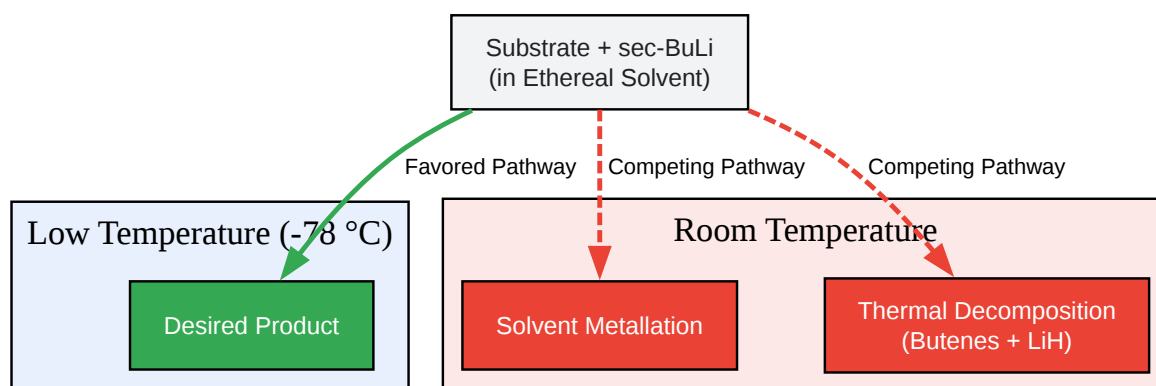 Substrate + sec-BuLi
(in Ethereal Solvent)
Favored Pathway
Competing Pathway
Competing Pathway
Low Temperature (-78 °C)
Room Temperature
Desired Product
Solvent Metallation
Thermal Decomposition
(Butenes + LiH)